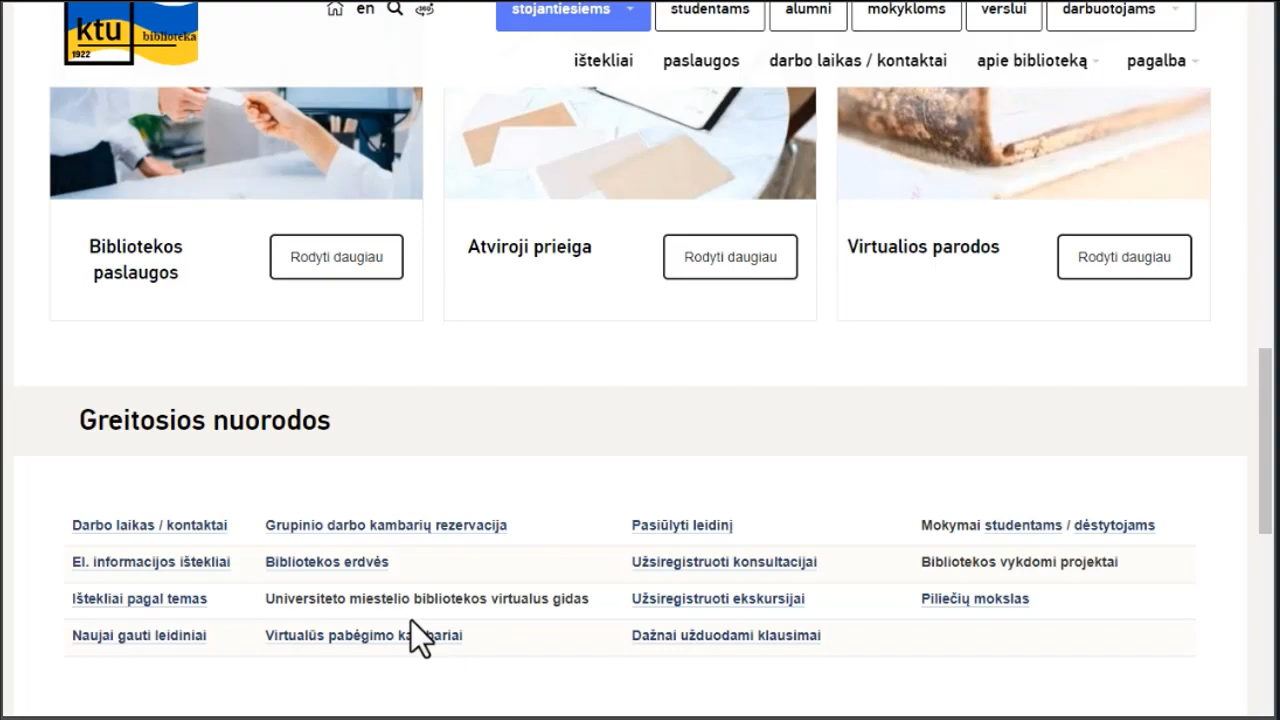 ktu
1922
biblioteka
en
360
stojantiesiems
studentams
alumni
mokykloms
verslui
darbuotojams
ištekliai
paslaugos
darbo laikas / kontaktai
apie biblioteką
pagalba
Bibliotekos
paslaugos
Rodyti daugiau
Atviroji prieiga
Rodyti daugiau
Virtualios parodos
Rodyti daugiau
Greitosios nuorodos
Darbo laikas / kontaktai
Grupinio darbo kambarių rezervacija
Pasiūlyti leidinį
Mokymai studentams / dėstytojams
El. informacijos ištekliai
Bibliotekos erdvės
Užsiregistruoti konsultacijai
Bibliotekos vykdomi projektai
Ištekliai pagal temas
Universiteto miestelio bibliotekos virtualus gidas
Užsiregistruoti ekskursijai
Piliečių mokslas
Naujai gauti leidiniai
Virtualūs pabėgimo kambariai
Dažnai užduodami klausimai